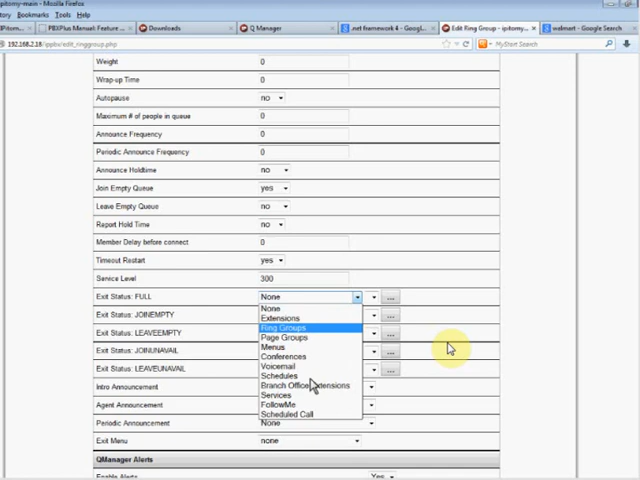 ipitomy-main - Mozilla Firefox
tory Bookmarks Tools Help
PBXPlus Manual: Feature ... Downloads Q Manager .net framework 4 - Googl... Edit Ring Group - ipitomy... walmart - Google Search
192.168.2.18/ippbx/edit_ringgroup.php MyStart Search
Weight 0
Wrap-up Time 0
Autopause no
Maximum # of people in queue 0
Announce Frequency 0
Periodic Announce Frequency 0
Announce Holdtime no
Join Empty Queue yes
Leave Empty Queue no
Report Hold Time no
Member Delay before connect 0
Timeout Restart yes
Service Level 300
Exit Status: FULL None ...
None
Extensions
Exit Status: JOINEMPTY ...
Ring Groups
Exit Status: LEAVEEMPTY ...
Page Groups
Menus
Exit Status: JOINUNAVAIL ...
Conferences
Voicemail
Exit Status: LEAVEUNAVAIL ...
Schedules
Intro Announcement Branch Office Extensions
Services
Agent Announcement FollowMe
Scheduled Call
Periodic Announcement None
Exit Menu none
QManager Alerts
Enable Alerts Yes